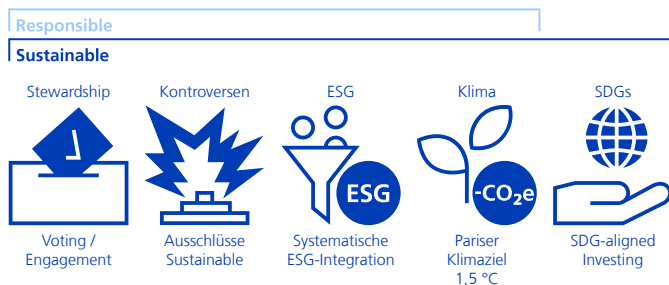 Responsible
Sustainable
Stewardship
Kontroversen
ESG
Klima
SDGs
ESG
-CO₂e
Voting /
Engagement
Ausschlüsse
Sustainable
Systematische
ESG-Integration
Pariser
Klimaziel
1,5 °C
SDG-aligned
Investing